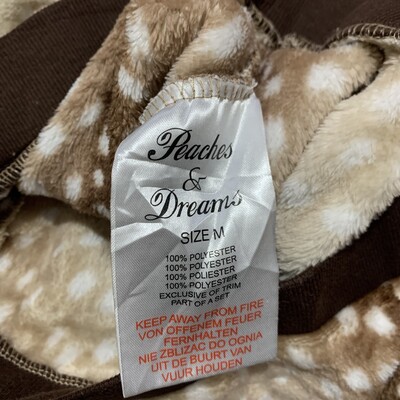 Peaches
&
Dreams
SIZE M
100% POLYESTER
100% POLYESTER
100% POLIESTER
100% POLYESTER
EXCLUSIVE OF TRIM
PART OF A SET
KEEP AWAY FROM FIRE
VON OFFENEM FEUER
FERNHALTEN
NIE ZBLIZAC DO OGNIA
UIT DE BUURT VAN
VUUR HOUDEN